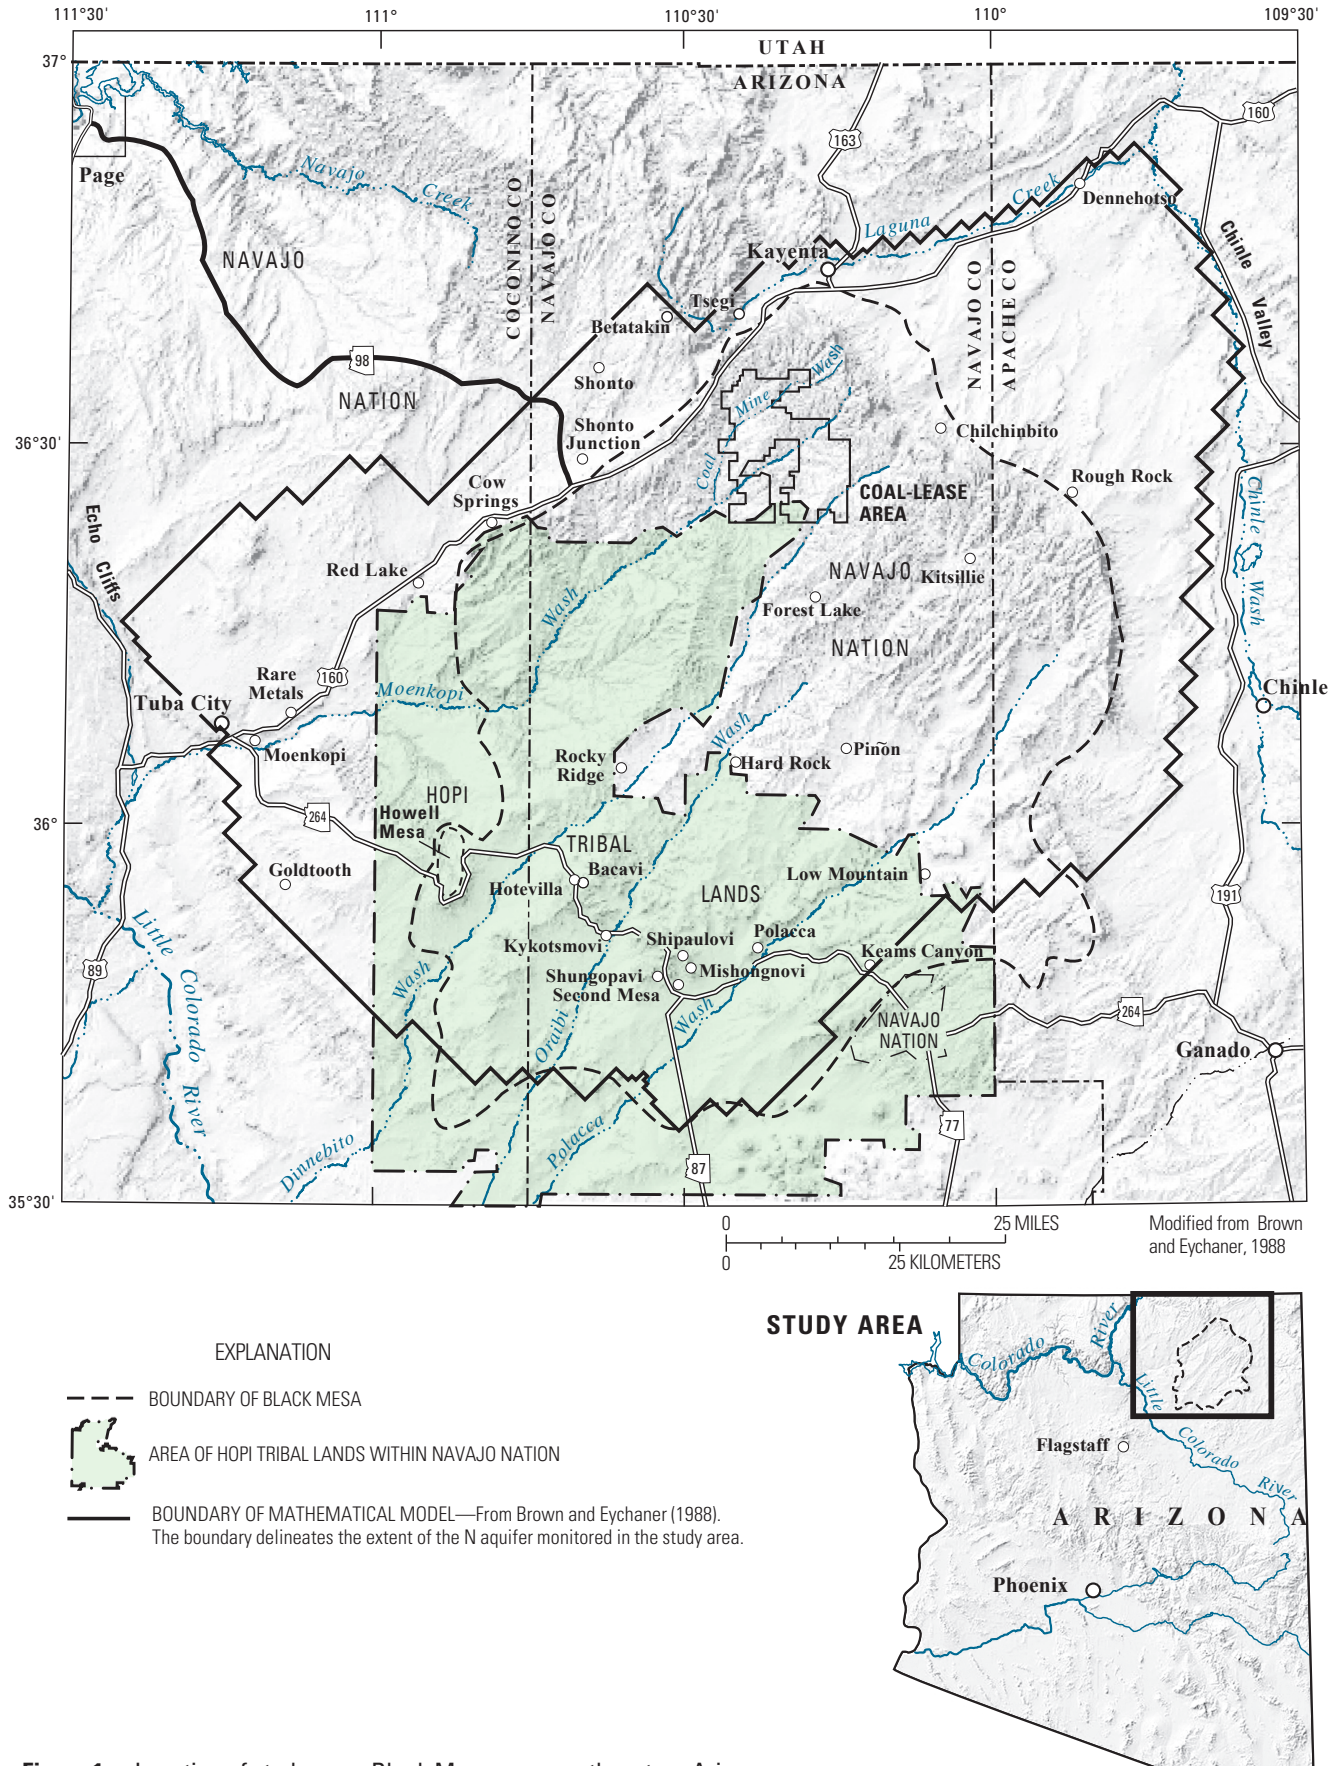 111°30'
111°
110°30'
110°
109°30'
37°
UTAH
ARIZONA
160
163
Page
Navajo
Creek
COCONINO CO
NAVAJO CO
Creek
Laguna
Dennehotso
Kayenta
Chinle
Valley
NAVAJO
NAVAJO CO
APACHE CO
Tsegi
Betatakin
98
Shonto
Wash
Mine
Coal
NATION
Shonto
Junction
Chilchinbito
36°30'
Cow
Springs
COAL-LEASE
AREA
Rough Rock
Echo
Cliffs
Chinle
Wash
Red Lake
NAVAJO
Kitsillie
Wash
Forest Lake
NATION
Rare
Metals
160
Moenkopi
Tuba City
Chinle
Wash
Moenkopi
Rocky
Ridge
Hard Rock
Pinõn
HOPI
264
Howell
Mesa
36°
TRIBAL
Goldtooth
Bacavi
Hotevilla
Low Mountain
LANDS
191
Little
Colorado
River
Kykotsmovi
Shipaulovi
Polacca
Keams Canyon
89
Wash
Shungopavi
Mishongnovi
Second Mesa
Wash
NAVAJO
NATION
264
Oraibi
Ganado
77
Polacca
Dinnebito
87
35°30'
0
25 MILES
0
25 KILOMETERS
Modified from Brown
and Eychaner, 1988
STUDY AREA
Colorado
River
Little
Colorado
River
Flagstaff
ARIZONA
Phoenix
EXPLANATION
BOUNDARY OF BLACK MESA
AREA OF HOPI TRIBAL LANDS WITHIN NAVAJO NATION
BOUNDARY OF MATHEMATICAL MODEL—From Brown and Eychaner (1988).
The boundary delineates the extent of the N aquifer monitored in the study area.